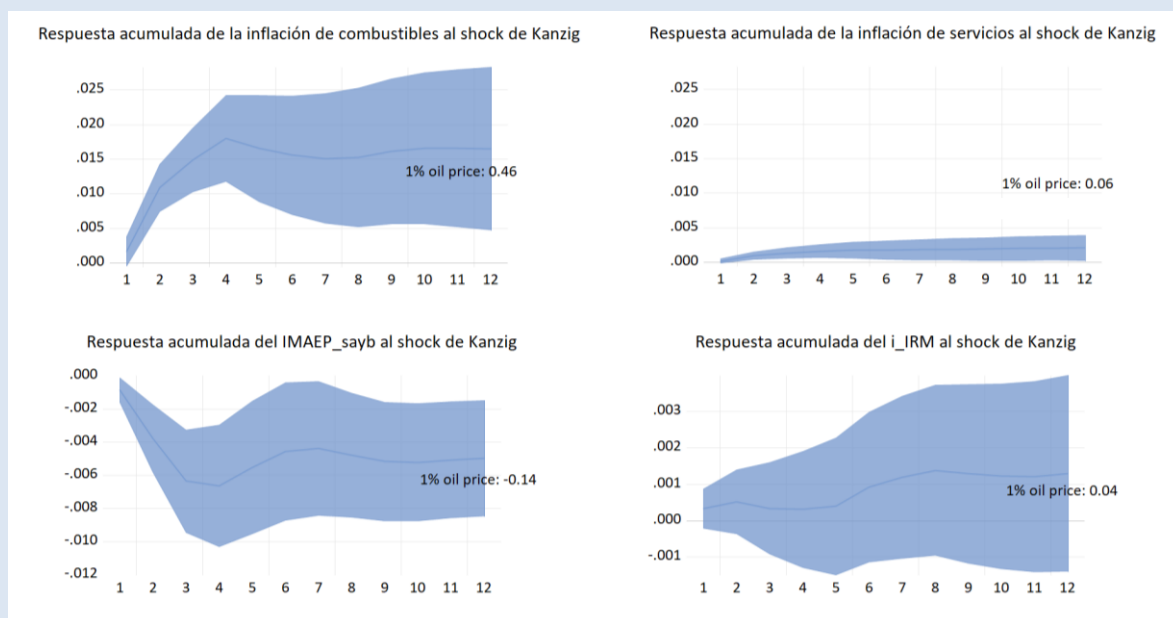 Respuesta acumulada de la inflación de combustibles al shock de Kanzig
.025
.020
.015
.010
.005
.000
1% oil price: 0.46
1 2 3 4 5 6 7 8 9 10 11 12
Respuesta acumulada de la inflación de servicios al shock de Kanzig
.025
.020
.015
.010
.005
.000
1% oil price: 0.06
1 2 3 4 5 6 7 8 9 10 11 12
Respuesta acumulada del IMAEP_sayb al shock de Kanzig
.000
-.002
-.004
-.006
-.008
-.010
-.012
1% oil price: -0.14
1 2 3 4 5 6 7 8 9 10 11 12
Respuesta acumulada del i_IRM al shock de Kanzig
.003
.002
.001
.000
-.001
1% oil price: 0.04
1 2 3 4 5 6 7 8 9 10 11 12